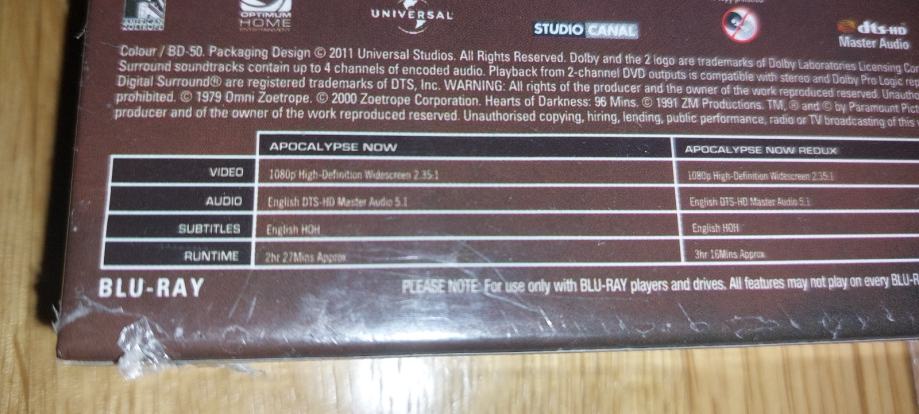 OPTIMUM
HOME
ENTERTAINMENT
UNIVERSAL
STUDIO CANAL
dts-HD
Master Audio
Colour / BD-50. Packaging Design © 2011 Universal Studios. All Rights Reserved. Dolby and the 2 logo are trademarks of Dolby Laboratories Licensing
Surround soundtracks contain up to 4 channels of encoded audio. Playback from 2-channel DVD outputs is compatible with stereo and Dolby Pro Logic
Digital Surround® are registered trademarks of DTS, Inc. WARNING: All rights of the producer and of the owner of the work reproduced reserved.
prohibited. © 1979 Omni Zoetrope. © 2000 Zoetrope Corporation. Hearts of Darkness: 96 Mins. © 1991 ZM Productions. TM, ® and © by Paramount
producer and of the owner of the work reproduced reserved. Unauthorised copying, hiring, lending, public performance, radio or TV broadcasting of this
APOCALYPSE NOW APOCALYPSE NOW REDUX
VIDEO 1080p High-Definition Widescreen 2.35:1 1080p High-Definition Widescreen 2.35:1
AUDIO English DTS-HD Master Audio 5.1 English DTS-HD Master Audio 5.1
SUBTITLES English HOH English HOH
RUNTIME 2hr 27Mins Approx 3hr 16Mins Approx
BLU-RAY PLEASE NOTE: For use only with BLU-RAY players and drives. All features may not play on every